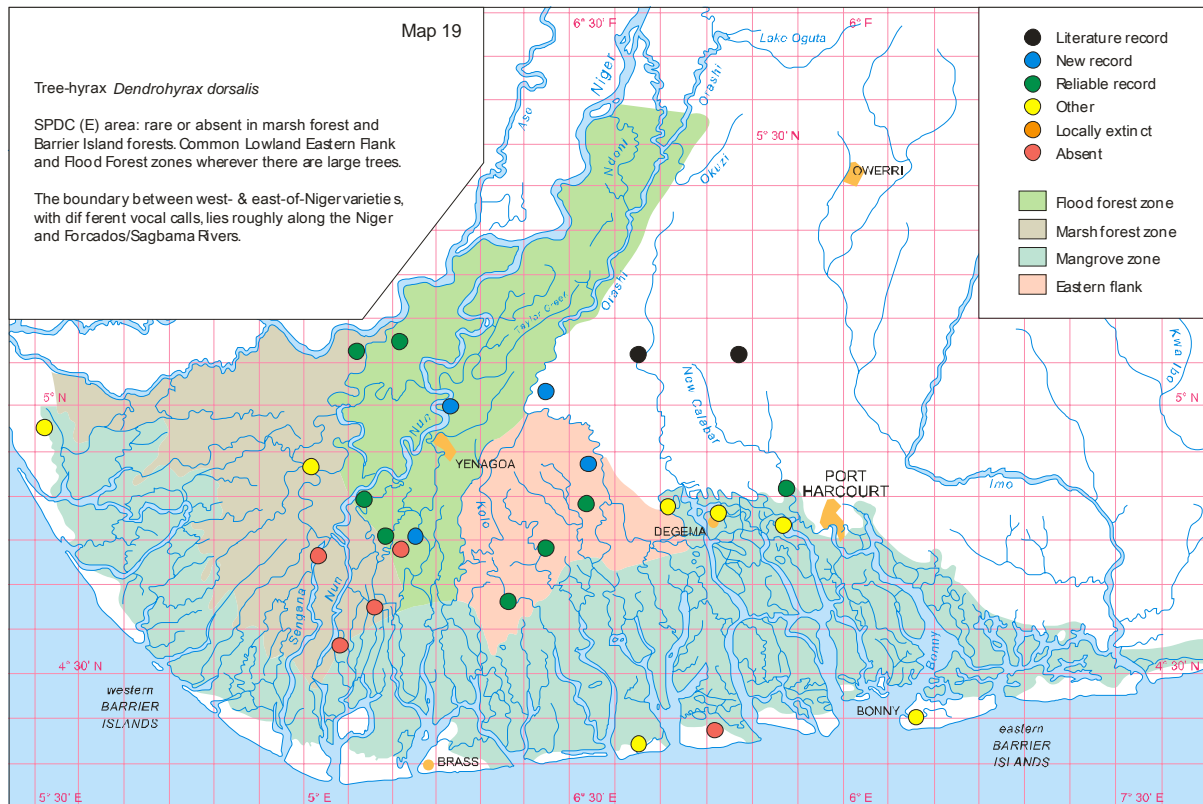 Map 19
Tree-hyrax Dendrohyrax dorsalis
SPDC (E) area: rare or absent in marsh forest and
Barrier Island forests. Common Lowland Eastern Flank
and Flood Forest zones wherever there are large trees.
The boundary between west- & east-of-Niger varieties,
with different vocal calls, lies roughly along the Niger
and Forcados/Sagbama Rivers.
6° 30' F
6° F
Literature record
New record
Reliable record
Other
Locally extinct
Absent
Flood forest zone
Marsh forest zone
Mangrove zone
Eastern flank
Lake Oguta
Niger
Orashi
Aso
Ndoni
Okuzi
5° 30' N
OWERRI
Orashi
Taylor Creek
New Calabar
Kwa Ibo
5° N
5° N
Nun
YENAGOA
Kolo
PORT
HARCOURT
Imo
DEGEMA
Sengana
Nun
Bonny
4° 30' N
4° 30' N
western
BARRIER
ISLANDS
BONNY
eastern
BARRIER
ISLANDS
BRASS
5° 30' E
5° E
6° 30' E
6° E
7° 30' E